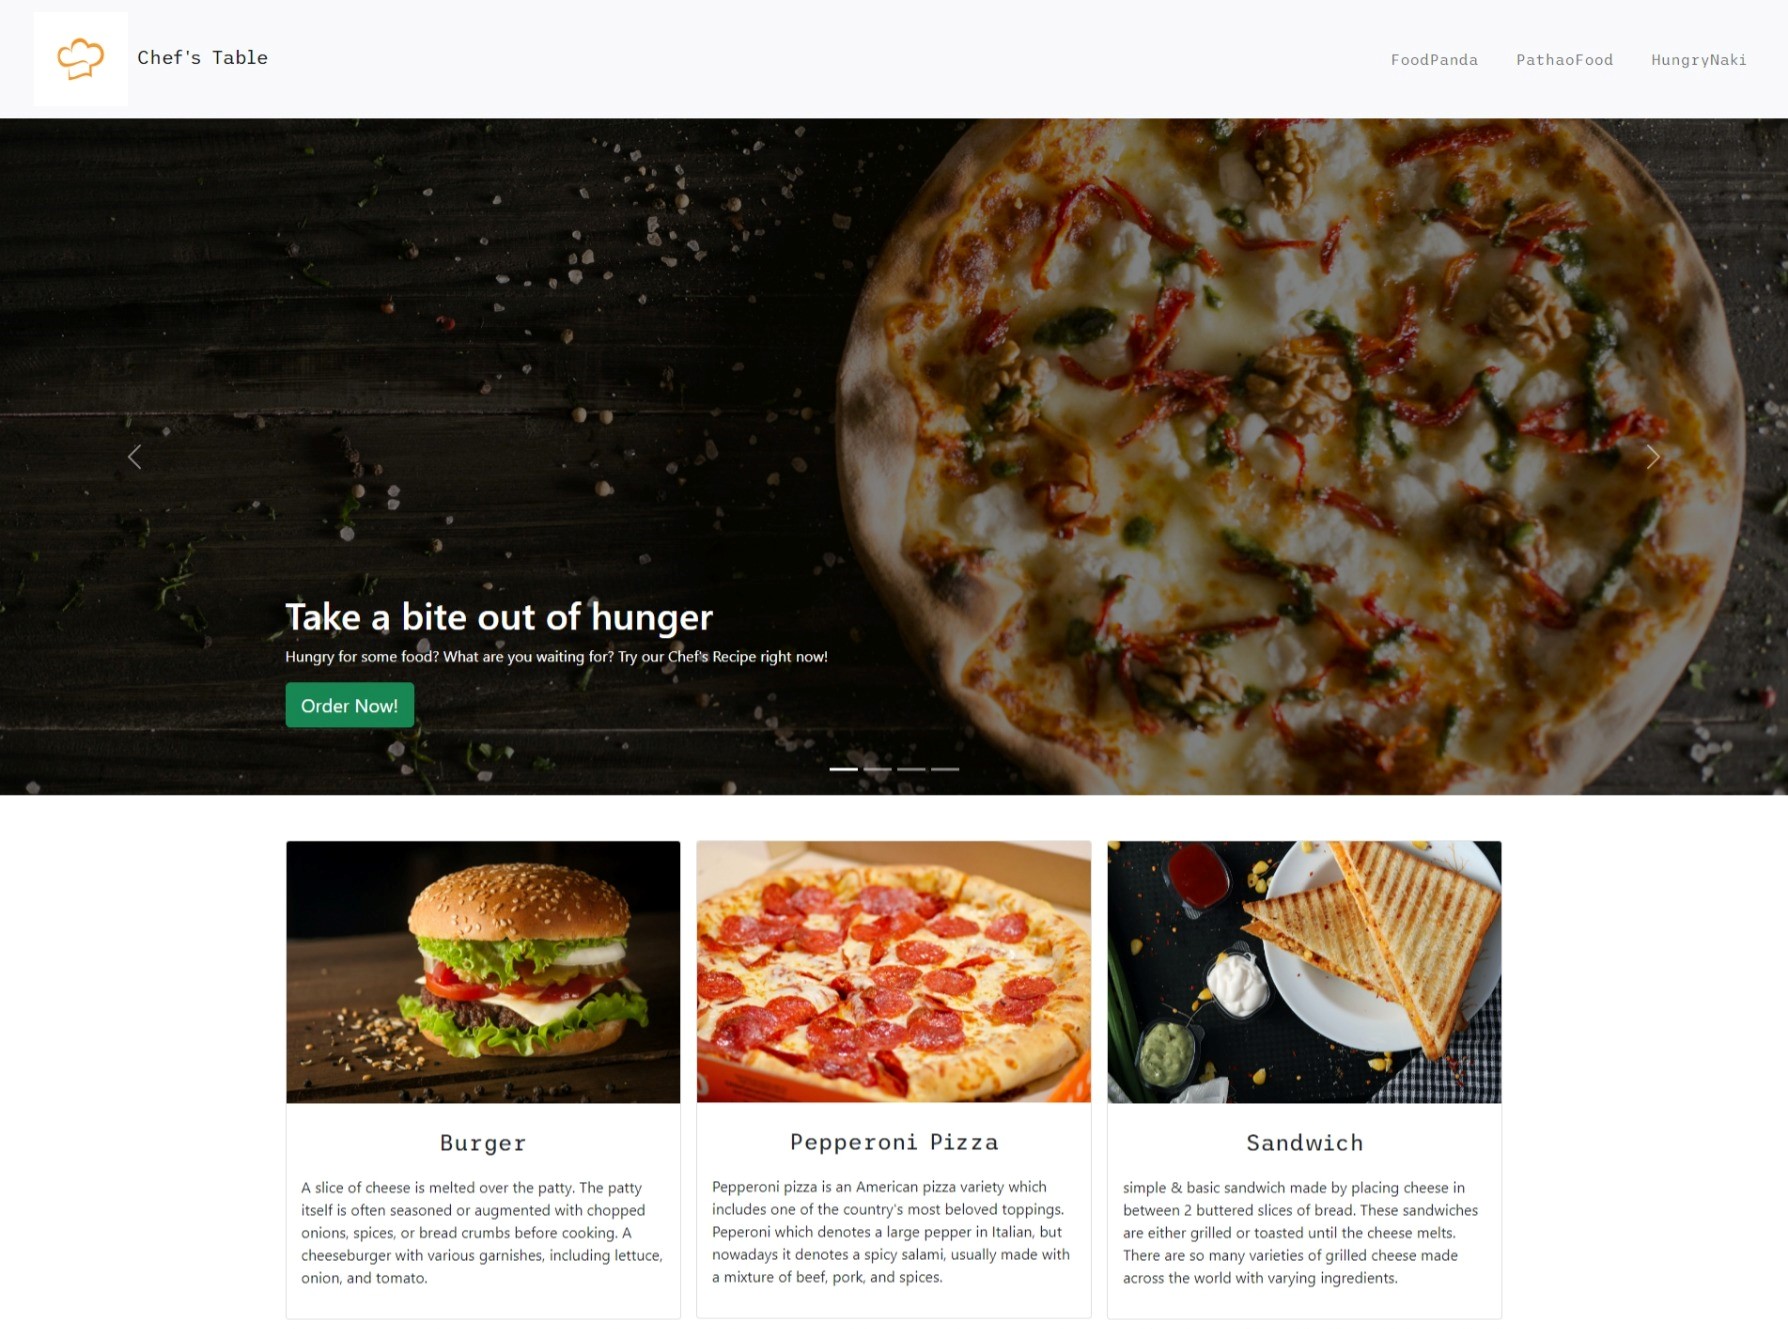 Chef's Table
FoodPanda PathaoFood HungryNaki
Take a bite out of hunger
Hungry for some food? What are you waiting for? Try our Chef's Recipe right now!
Order Now!
Burger
A slice of cheese is melted over the patty. The patty
itself is often seasoned or augmented with chopped
onions, spices, or bread crumbs before cooking. A
cheeseburger with various garnishes, including lettuce,
onion, and tomato.
Pepperoni Pizza
Pepperoni pizza is an American pizza variety which
includes one of the country's most beloved toppings.
Peperoni which denotes a large pepper in Italian, but
nowadays it denotes a spicy salami, usually made with
a mixture of beef, pork, and spices.
Sandwich
simple & basic sandwich made by placing cheese in
between 2 buttered slices of bread. These sandwiches
are either grilled or toasted until the cheese melts.
There are so many varieties of grilled cheese made
across the world with varying ingredients.